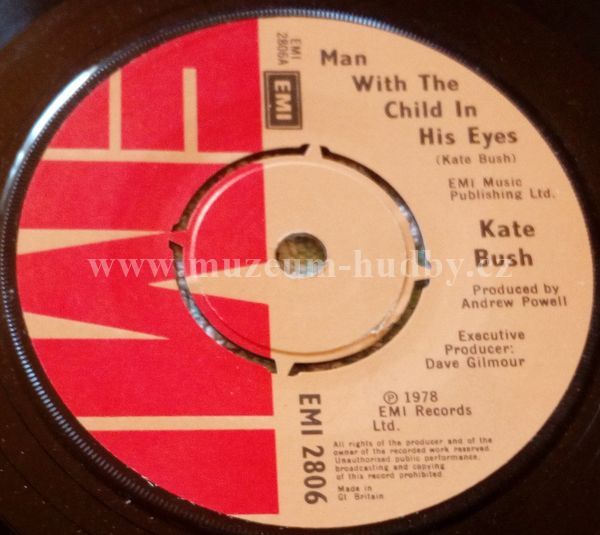 EMI
2806A
EMI
Man
With The
Child In
His Eyes
(Kate Bush)
EMI Music
Publishing Ltd.
Kate
Bush
www.muzeum-hudby.cz
Produced by
Andrew Powell
Executive
Producer:
Dave Gilmour
℗ 1978
EMI Records
Ltd.
EMI 2806
All rights of the producer and of the
owner of the recorded work reserved.
Unauthorised public performance,
broadcasting and copying
of this record prohibited.
Made in
Gt Britain
EMI